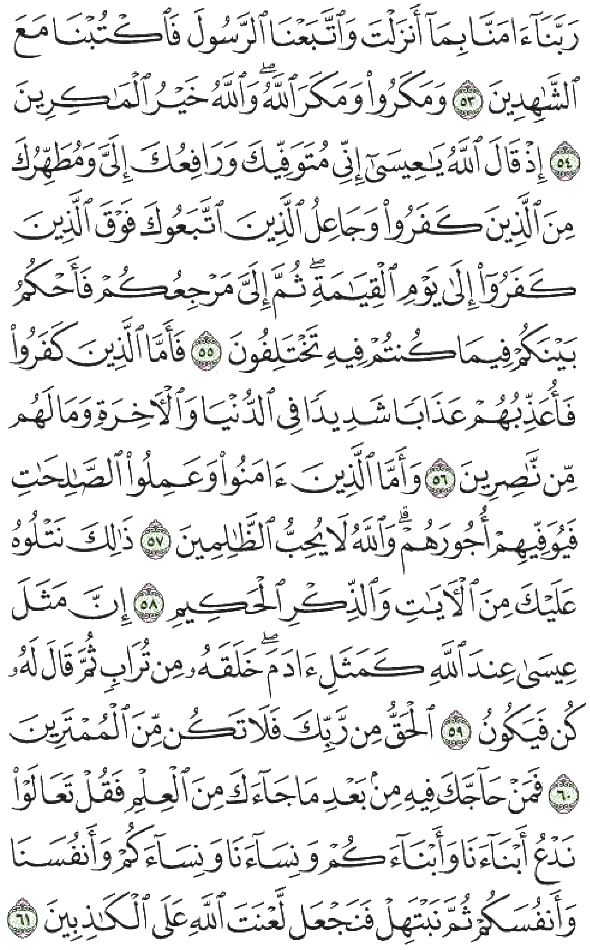 رَبَّنَآ ءَامَنَّا بِمَآ أَنزَلْتَ وَٱتَّبَعْنَا ٱلرَّسُولَ فَٱكْتُبْنَا مَعَ
ٱلشَّٰهِدِينَ ٥٣ وَمَكَرُوا۟ وَمَكَرَ ٱللَّهُ ۖ وَٱللَّهُ خَيْرُ ٱلْمَٰكِرِينَ
٥٤ إِذْ قَالَ ٱللَّهُ يَٰعِيسَىٰٓ إِنِّى مُتَوَفِّيكَ وَرَافِعُكَ إِلَىَّ وَمُطَهِّرُكَ
مِنَ ٱلَّذِينَ كَفَرُوا۟ وَجَاعِلُ ٱلَّذِينَ ٱتَّبَعُوكَ فَوْقَ ٱلَّذِينَ
كَفَرُوٓا۟ إِلَىٰ يَوْمِ ٱلْقِيَٰمَةِ ۖ ثُمَّ إِلَىَّ مَرْجِعُكُمْ فَأَحْكُمُ
بَيْنَكُمْ فِيمَا كُنتُمْ فِيهِ تَخْتَلِفُونَ ٥٥ فَأَمَّا ٱلَّذِينَ كَفَرُوا۟
فَأُعَذِّبُهُمْ عَذَابًا شَدِيدًا فِى ٱلدُّنْيَا وَٱلْءَاخِرَةِ وَمَا لَهُم
مِّن نَّٰصِرِينَ ٥٦ وَأَمَّا ٱلَّذِينَ ءَامَنُوا۟ وَعَمِلُوا۟ ٱلصَّٰلِحَٰتِ
فَيُوَفِّيهِمْ أُجُورَهُمْ ۗ وَٱللَّهُ لَا يُحِبُّ ٱلظَّٰلِمِينَ ٥٧ ذَٰلِكَ نَتْلُوهُ
عَلَيْكَ مِنَ ٱلْءَايَٰتِ وَٱلذِّكْرِ ٱلْحَكِيمِ ٥٨ إِنَّ مَثَلَ
عِيسَىٰ عِندَ ٱللَّهِ كَمَثَلِ ءَادَمَ ۖ خَلَقَهُۥ مِن تُرَابٍ ثُمَّ قَالَ لَهُۥ
كُن فَيَكُونُ ٥٩ ٱلْحَقُّ مِن رَّبِّكَ فَلَا تَكُن مِّنَ ٱلْمُمْتَرِينَ
٦٠ فَمَنْ حَآجَّكَ فِيهِ مِنۢ بَعْدِ مَا جَآءَكَ مِنَ ٱلْعِلْمِ فَقُلْ تَعَالَوْا۟
نَدْعُ أَبْنَآءَنَا وَأَبْنَآءَكُمْ وَنِسَآءَنَا وَنِسَآءَكُمْ وَأَنفُسَنَا
وَأَنفُسَكُمْ ثُمَّ نَبْتَهِلْ فَنَجْعَل لَّعْنَتَ ٱللَّهِ عَلَى ٱلْكَٰذِبِينَ ٦١